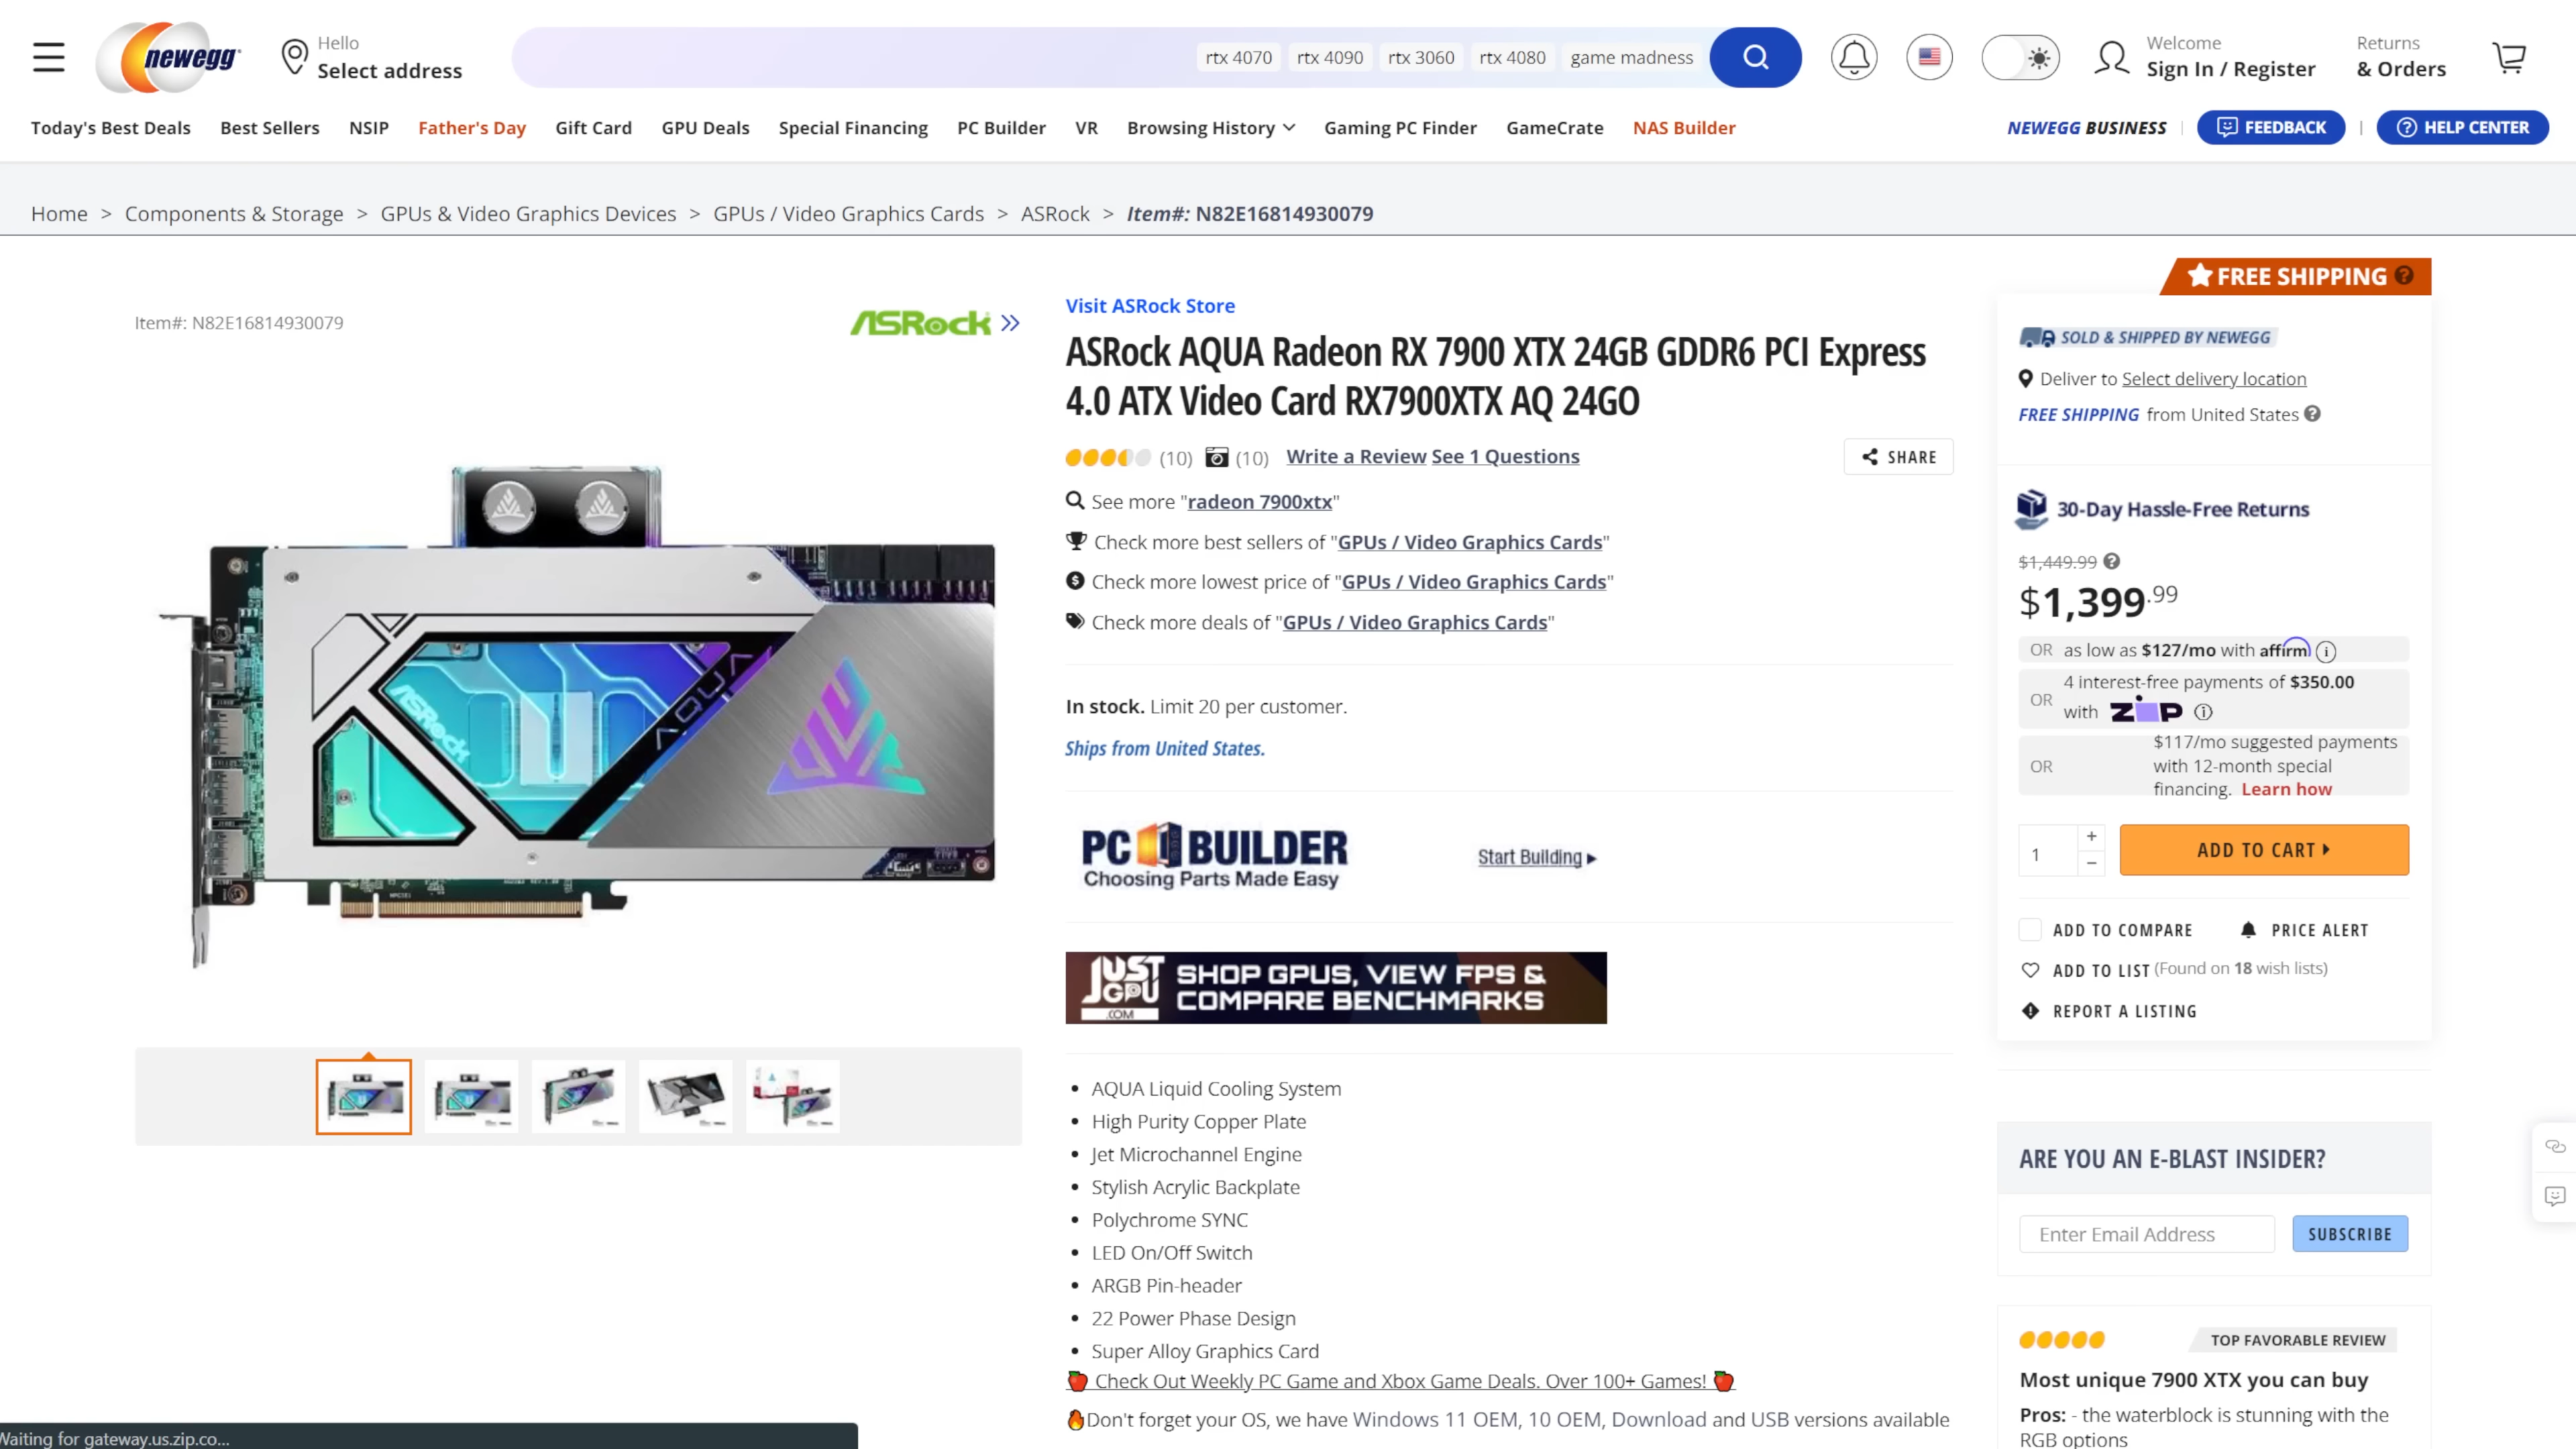 newegg
Hello
Select address
rtx 4070
rtx 4090
rtx 3060
rtx 4080
game madness
Welcome
Sign In / Register
Returns
& Orders
Today's Best Deals
Best Sellers
NSIP
Father's Day
Gift Card
GPU Deals
Special Financing
PC Builder
VR
Browsing History
Gaming PC Finder
GameCrate
NAS Builder
NEWEGG BUSINESS
FEEDBACK
HELP CENTER
Home > Components & Storage > GPUs & Video Graphics Devices > GPUs / Video Graphics Cards > ASRock > Item#: N82E16814930079
Item#: N82E16814930079
ASRock
ASRock
AQUA
Visit ASRock Store
ASRock AQUA Radeon RX 7900 XTX 24GB GDDR6 PCI Express
4.0 ATX Video Card RX7900XTX AQ 24GO
(10) (10) Write a Review See 1 Questions
SHARE
See more "radeon 7900xtx"
Check more best sellers of "GPUs / Video Graphics Cards"
Check more lowest price of "GPUs / Video Graphics Cards"
Check more deals of "GPUs / Video Graphics Cards"
In stock. Limit 20 per customer.
Ships from United States.
PC BUILDER
Choosing Parts Made Easy
Start Building
JUST
GPU
.COM
SHOP GPUS, VIEW FPS &
COMPARE BENCHMARKS
• AQUA Liquid Cooling System
• High Purity Copper Plate
• Jet Microchannel Engine
• Stylish Acrylic Backplate
• Polychrome SYNC
• LED On/Off Switch
• ARGB Pin-header
• 22 Power Phase Design
• Super Alloy Graphics Card
Check Out Weekly PC Game and Xbox Game Deals. Over 100+ Games!
Don't forget your OS, we have Windows 11 OEM, 10 OEM, Download and USB versions available
FREE SHIPPING
SOLD & SHIPPED BY NEWEGG
Deliver to Select delivery location
FREE SHIPPING from United States
30-Day Hassle-Free Returns
$1,449.99
$1,399.99
OR as low as $127/mo with affirm
OR 4 interest-free payments of $350.00
with ZIP
OR $117/mo suggested payments
with 12-month special
financing. Learn how
1
+
−
ADD TO CART
ADD TO COMPARE
PRICE ALERT
ADD TO LIST (Found on 18 wish lists)
REPORT A LISTING
ARE YOU AN E-BLAST INSIDER?
Enter Email Address
SUBSCRIBE
TOP FAVORABLE REVIEW
Most unique 7900 XTX you can buy
Pros: - the waterblock is stunning with the
RGB options
Waiting for gateway.us.zip.co...